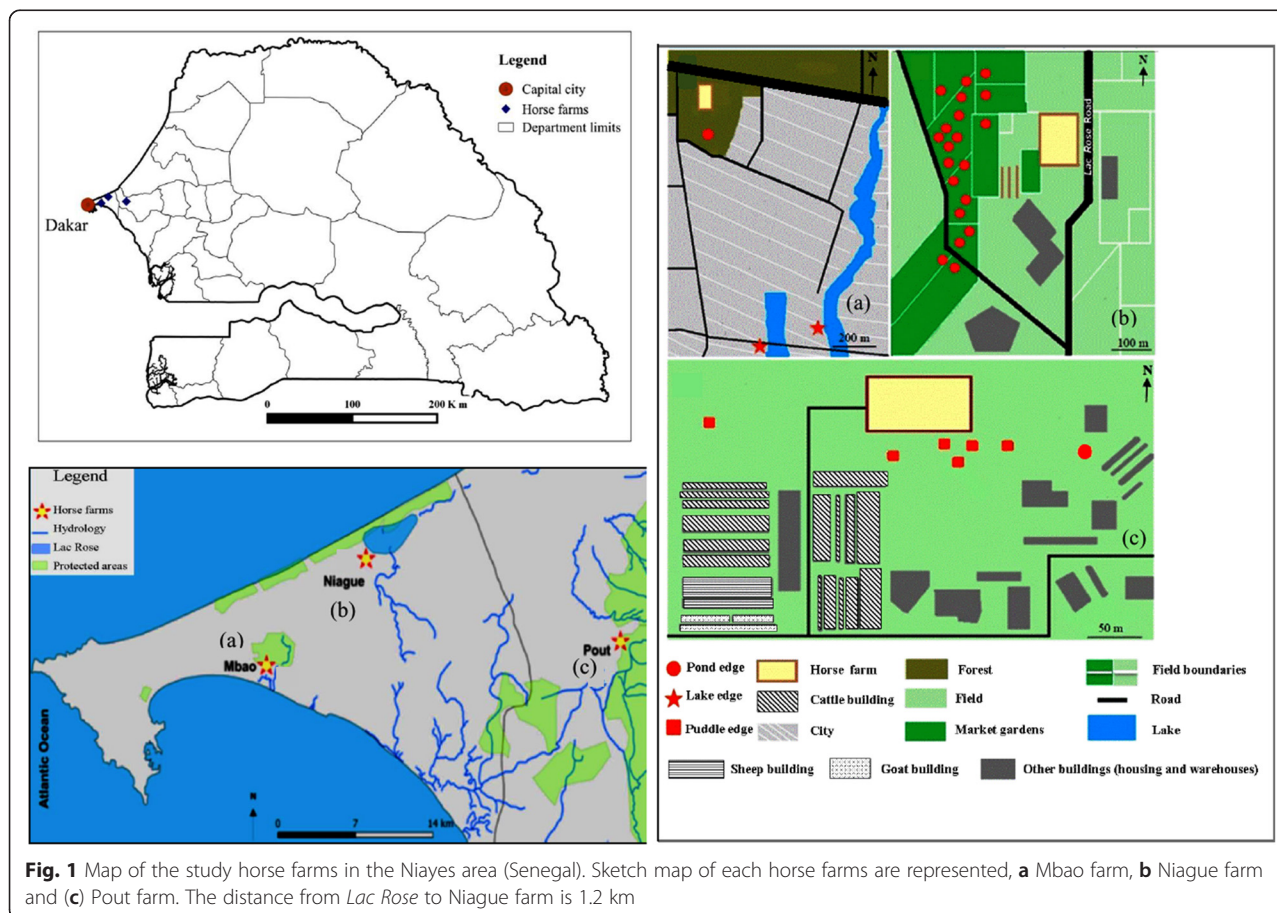 Legend
Capital city
Horse farms
Department limits
Dakar
0 100 200 K m
Legend
Horse farms
Hydrology
Lac Rose
Protected areas
Niague
(b)
(a)
Mbao
Pout
(c)
Atlantic Ocean
N
0 7 14 km
N
(a)
200 m
N
Lac Rose Road
(b)
100 m
N
(c)
50 m
Pond edge
Horse farm
Forest
Field boundaries
Lake edge
Cattle building
Field
Road
Puddle edge
City
Market gardens
Lake
Sheep building
Goat building
Other buildings (housing and warehouses)
Fig. 1 Map of the study horse farms in the Niayes area (Senegal). Sketch map of each horse farms are represented, a Mbao farm, b Niague farm
and (c) Pout farm. The distance from Lac Rose to Niague farm is 1.2 km